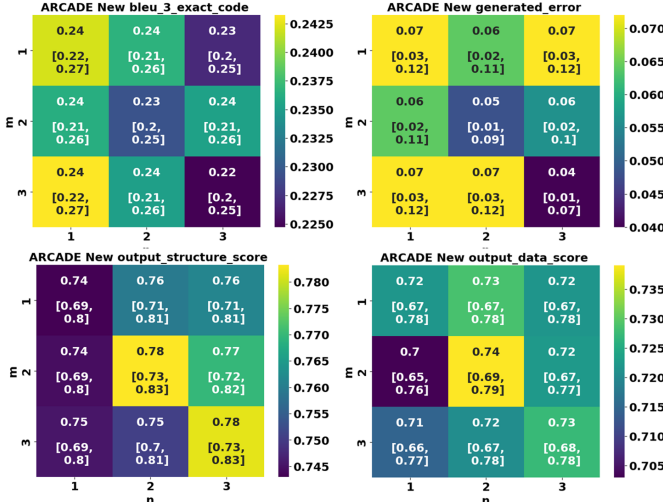 ARCADE New bleu_3_exact_code
0.24 0.24 0.23
[0.22, [0.21, [0.2,
0.27] 0.26] 0.25]
0.24 0.23 0.24
[0.21, [0.2, [0.21,
0.26] 0.25] 0.26]
0.24 0.24 0.22
[0.22, [0.21, [0.2,
0.27] 0.26] 0.25]
1 2 3
m
1 2 3
0.2425
0.2400
0.2375
0.2350
0.2325
0.2300
0.2275
0.2250
ARCADE New generated_error
0.07 0.06 0.07
[0.03, [0.02, [0.03,
0.12] 0.11] 0.12]
0.06 0.05 0.06
[0.02, [0.01, [0.02,
0.11] 0.09] 0.1]
0.07 0.07 0.04
[0.03, [0.03, [0.01,
0.12] 0.12] 0.07]
1 2 3
m
1 2 3
0.070
0.065
0.060
0.055
0.050
0.045
0.040
ARCADE New output_structure_score
0.74 0.76 0.76
[0.69, [0.71, [0.71,
0.8] 0.81] 0.81]
0.74 0.78 0.77
[0.69, [0.73, [0.72,
0.8] 0.83] 0.82]
0.75 0.75 0.78
[0.69, [0.7, [0.73,
0.8] 0.81] 0.83]
1 2 3
m
1 2 3
n
0.780
0.775
0.770
0.765
0.760
0.755
0.750
0.745
ARCADE New output_data_score
0.72 0.73 0.72
[0.67, [0.67, [0.67,
0.78] 0.78] 0.78]
0.7 0.74 0.72
[0.65, [0.69, [0.67,
0.76] 0.79] 0.77]
0.71 0.72 0.73
[0.66, [0.67, [0.68,
0.77] 0.78] 0.78]
1 2 3
m
1 2 3
n
0.735
0.730
0.725
0.720
0.715
0.710
0.705